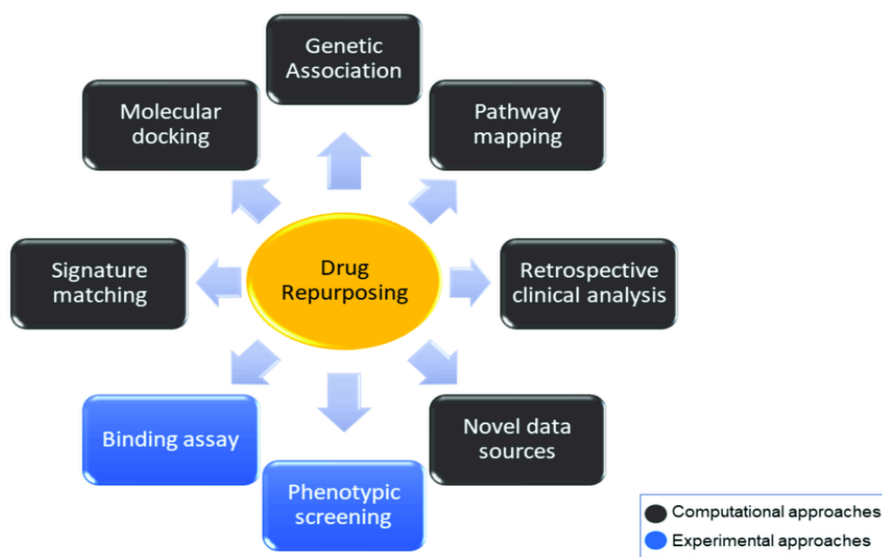 Genetic
Association
Molecular
docking
Pathway
mapping
Signature
matching
Drug
Repurposing
Retrospective
clinical analysis
Binding assay
Novel data
sources
Phenotypic
screening
Computational approaches
Experimental approaches